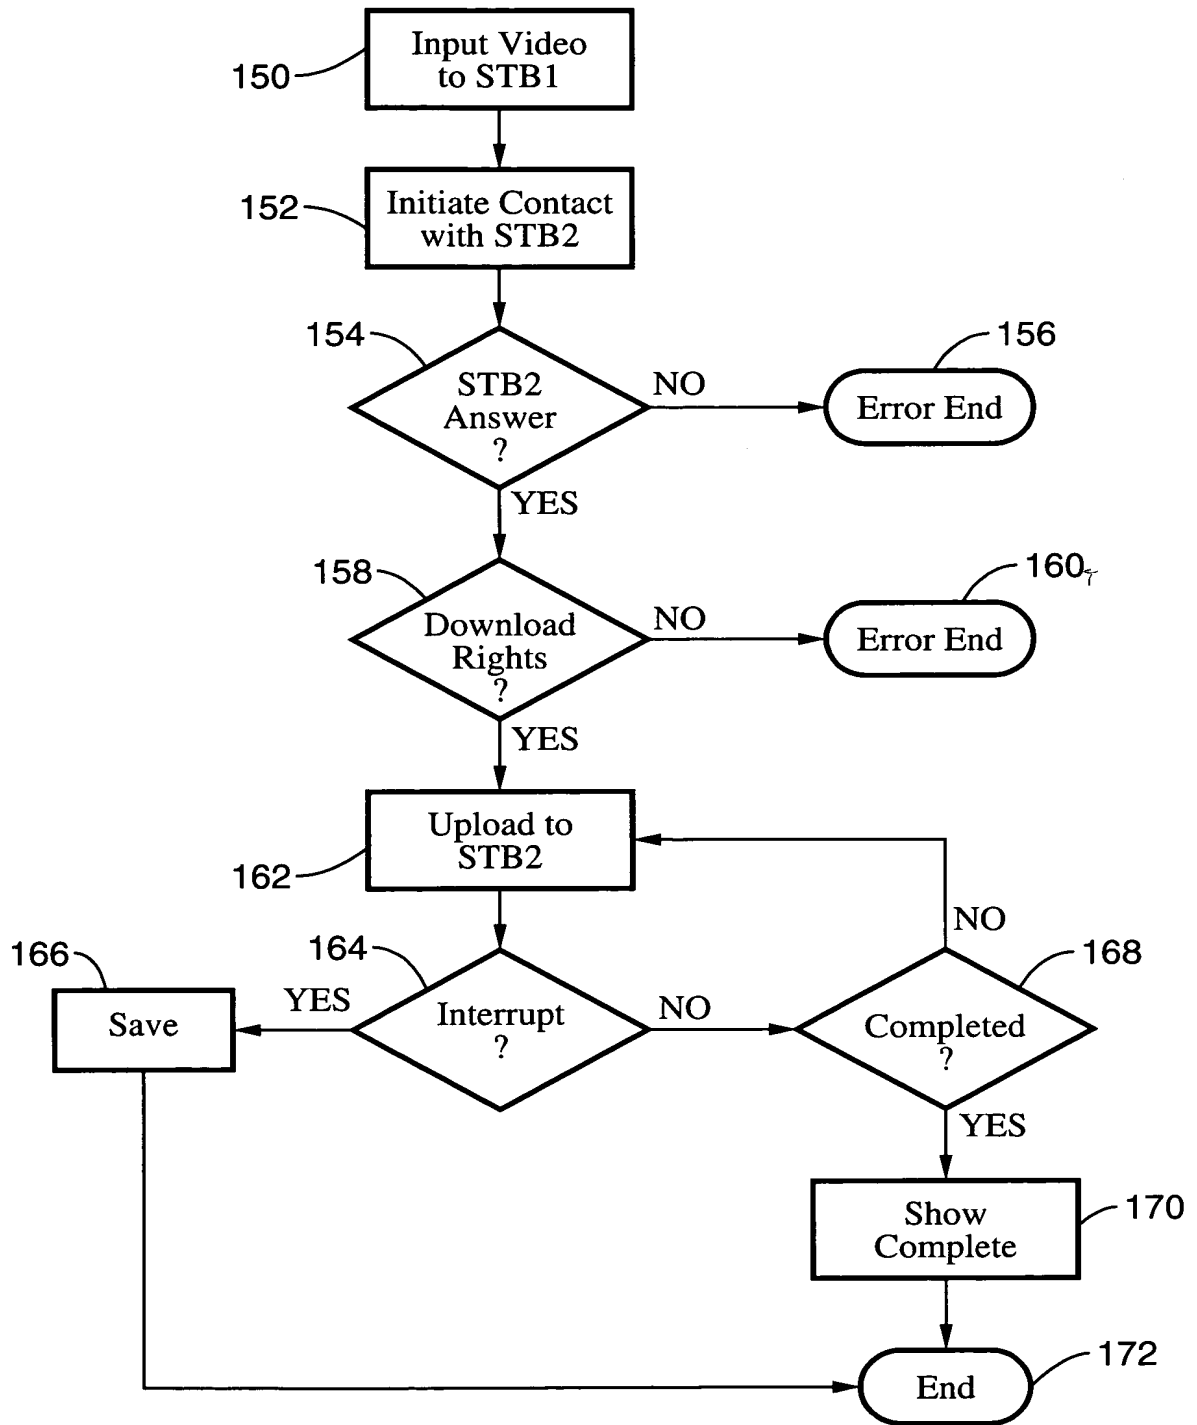 Input Video
to STB1
150
Initiate Contact
with STB2
152
154
STB2
Answer
?
NO
156
Error End
YES
158
Download
Rights
?
NO
160
Error End
YES
Upload to
STB2
162
NO
164
166
168
Save
YES
Interrupt
?
NO
Completed
?
YES
Show
Complete
170
End
172